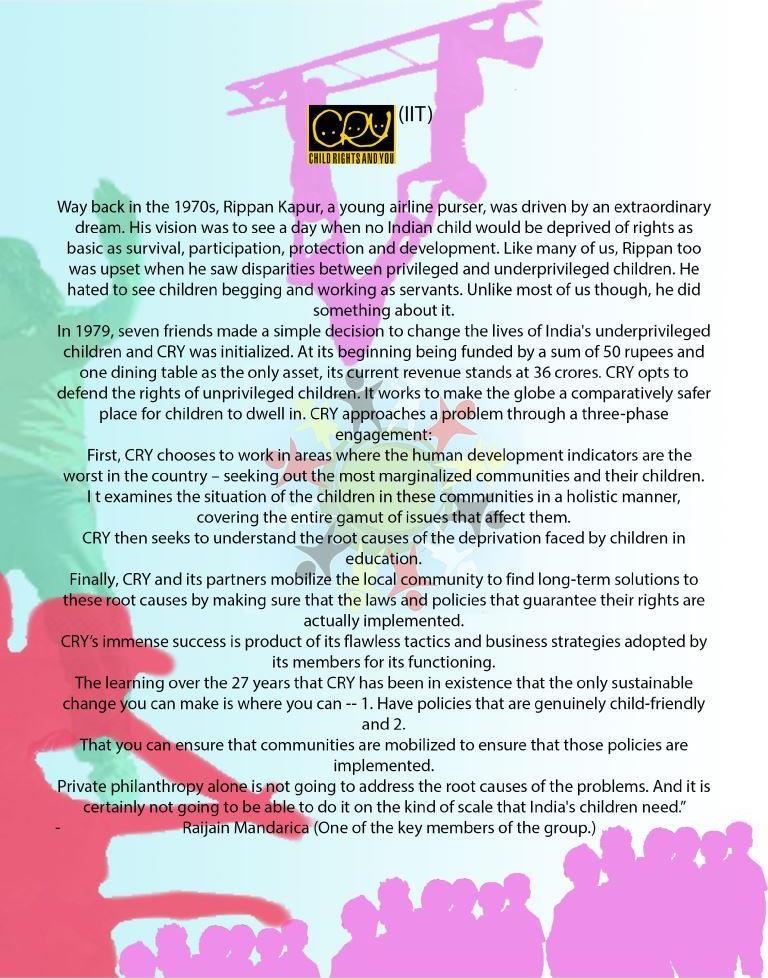 CRY
(IIT)
CHILD RIGHTS AND YOU
Way back in the 1970s, Rippan Kapur, a young airline purser, was driven by an extraordinary
dream. His vision was to see a day when no Indian child would be deprived of rights as
basic as survival, participation, protection and development. Like many of us, Rippan too
was upset when he saw disparities between privileged and underprivileged children. He
hated to see children begging and working as servants. Unlike most of us though, he did
something about it.
In 1979, seven friends made a simple decision to change the lives of India's underprivileged
children and CRY was initialized. At its beginning being funded by a sum of 50 rupees and
one dining table as the only asset, its current revenue stands at 36 crores. CRY opts to
defend the rights of unprivileged children. It works to make the globe a comparatively safer
place for children to dwell in. CRY approaches a problem through a three-phase
engagement:
First, CRY chooses to work in areas where the human development indicators are the
worst in the country – seeking out the most marginalized communities and their children.
I t examines the situation of the children in these communities in a holistic manner,
covering the entire gamut of issues that affect them.
CRY then seeks to understand the root causes of the deprivation faced by children in
education.
Finally, CRY and its partners mobilize the local community to find long-term solutions to
these root causes by making sure that the laws and policies that guarantee their rights are
actually implemented.
CRY's immense success is product of its flawless tactics and business strategies adopted by
its members for its functioning.
The learning over the 27 years that CRY has been in existence that the only sustainable
change you can make is where you can -- 1. Have policies that are genuinely child-friendly
and 2.
That you can ensure that communities are mobilized to ensure that those policies are
implemented.
Private philanthropy alone is not going to address the root causes of the problems. And it is
certainly not going to be able to do it on the kind of scale that India's children need.”
- Raijain Mandarica (One of the key members of the group.)